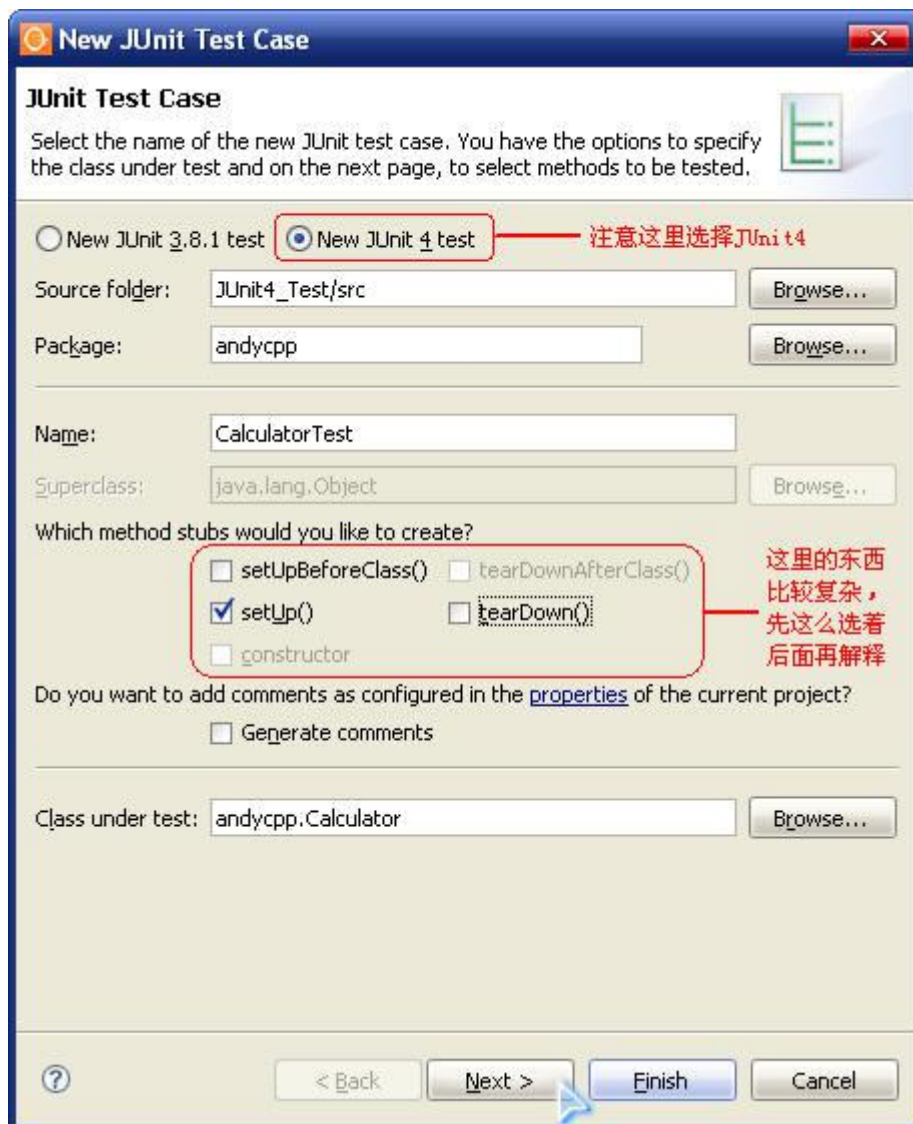 New JUnit Test Case
JUnit Test Case
Select the name of the new JUnit test case. You have the options to specify
the class under test and on the next page, to select methods to be tested.
New JUnit 3.8.1 test New JUnit 4 test 注意这里选择JUnit4
Source folder: JUnit4_Test/src Browse...
Package: andycpp Browse...
Name: CalculatorTest
Superclass: java.lang.Object Browse...
Which method stubs would you like to create?
setUpBeforeClass() tearDownAfterClass()
setUp() tearDown()
constructor
这里的东西
比较复杂，
先这么选着
后面再解释
Do you want to add comments as configured in the properties of the current project?
Generate comments
Class under test: andycpp.Calculator Browse...
? < Back Next > Finish Cancel